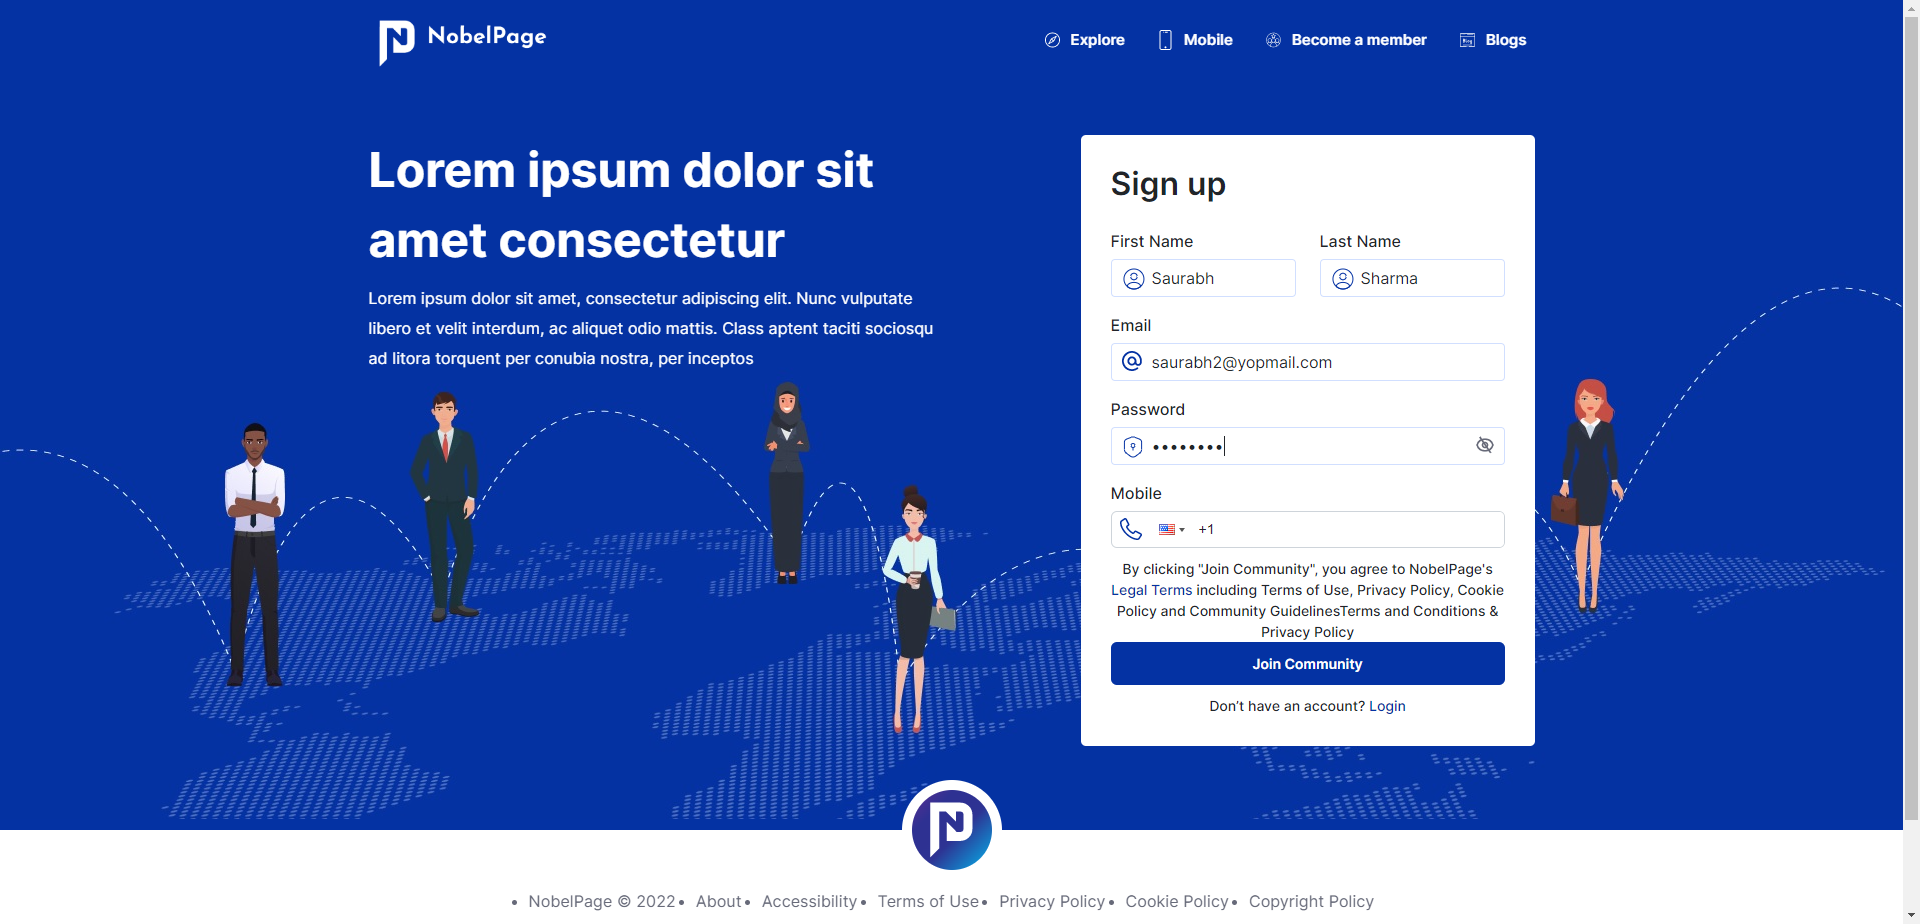 NobelPage
Explore
Mobile
Become a member
Blogs
Lorem ipsum dolor sit
amet consectetur
Lorem ipsum dolor sit amet, consectetur adipiscing elit. Nunc vulputate
libero et velit interdum, ac aliquet odio mattis. Class aptent taciti sociosqu
ad litora torquent per conubia nostra, per inceptos
Sign up
First Name
Last Name
Saurabh
Sharma
Email
saurabh2@yopmail.com
Password
••••••••
Mobile
+1
By clicking "Join Community", you agree to NobelPage's
Legal Terms including Terms of Use, Privacy Policy, Cookie
Policy and Community GuidelinesTerms and Conditions &
Privacy Policy
Join Community
Don’t have an account? Login
• NobelPage © 2022 • About • Accessibility • Terms of Use • Privacy Policy • Cookie Policy • Copyright Policy